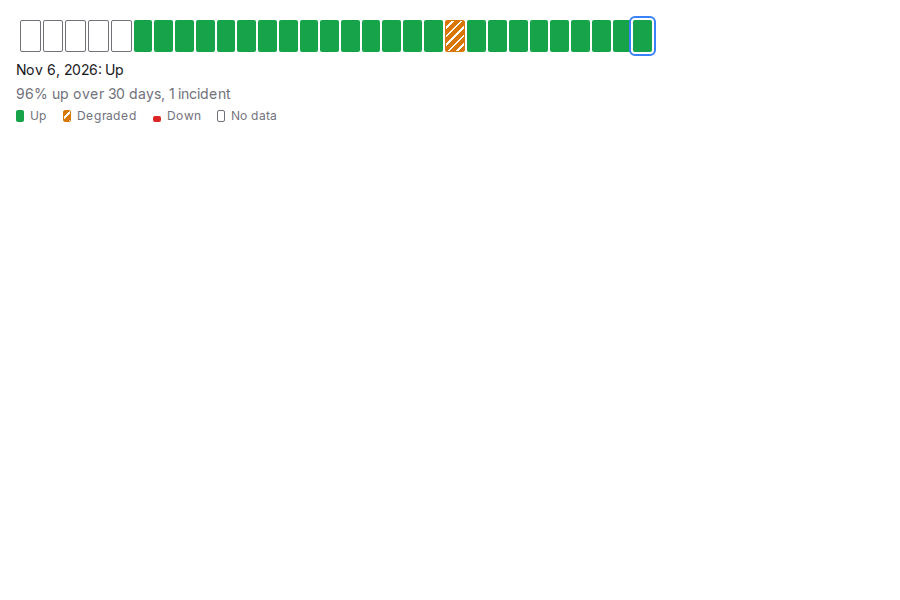 Nov 6, 2026: Up
96% up over 30 days, 1 incident
Up Degraded Down No data